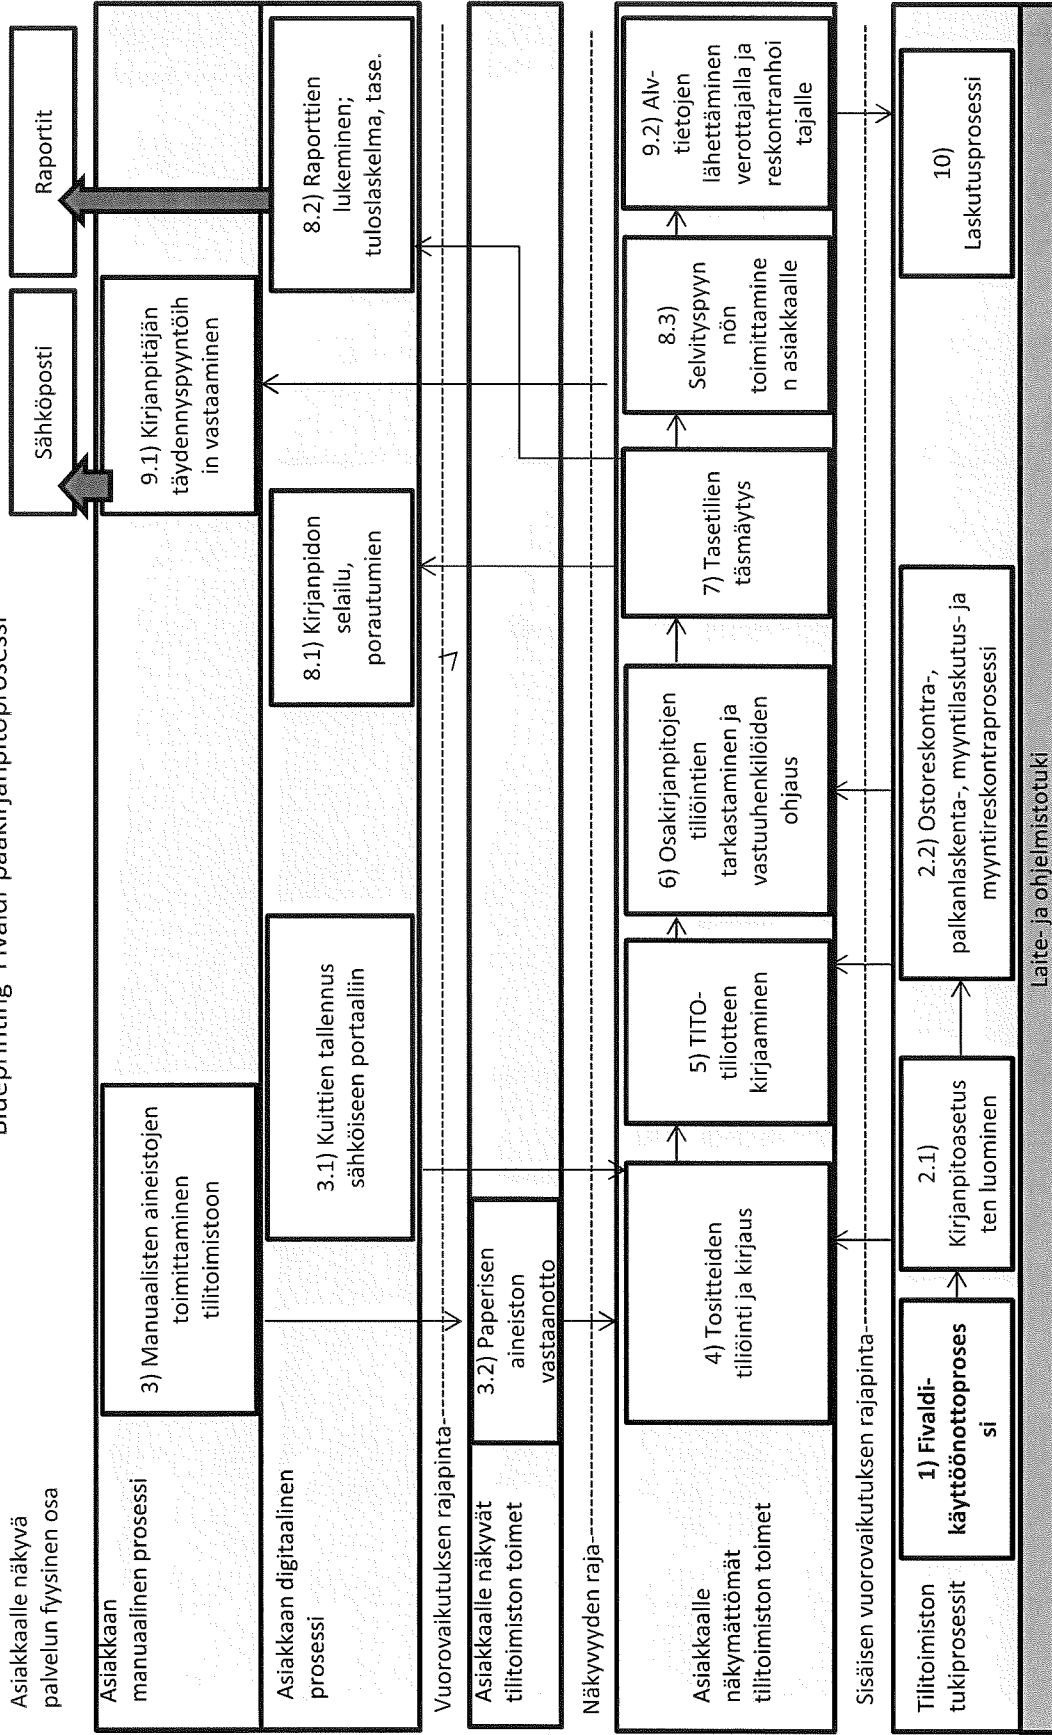 Blueprinting Fivaldi pääkirjanpitoprosessi
Asiakkaalle näkyvä
palvelun fyysinen osa
Sähköposti
Raportit
Asiakkaan
manuaalinen prosessi
3) Manuaalisten aineistojen
toimittaminen
tilitoimistoon
9.1) Kirjanpitäjän
täydennyspyyntöih
in vastaaminen
Asiakkaan digitaalinen
prosessi
3.1) Kuittien tallennus
sähköiseen portaaliin
8.1) Kirjanpidon
selailu,
porautumien
8.2) Raporttien
lukeminen;
tuloslaskelma, tase.
Vuorovaikutuksen rajapinta
Asiakkaalle näkyvät
tilitoimiston toimet
3.2) Paperisen
aineiston
vastaanotto
Näkyvyyden raja
Asiakkaalle
näkymättömät
tilitoimiston toimet
4) Tositteiden
tiliöinti ja kirjaus
5) TITO-
tiliotteen
kirjaaminen
6) Osakirjanpitojen
tiliöintien
tarkastaminen ja
vastuuhenkilöiden
ohjaus
7) Tasetilien
täsmäytys
8.3)
Selvityspyyn
nön
toimittamine
n asiakkaalle
9.2) Alv-
tietojen
lähettäminen
verottajalla ja
reskontranhoi
tajalle
Sisäisen vuorovaikutuksen rajapinta
Tilitoimiston
tukiprosessit
1) Fivaldi-
käyttöönottoproses
si
2.1)
Kirjanpitoasetus
ten luominen
2.2) Ostoreskontra-,
palkanlaskenta-, myyntilaskutus- ja
myyntireskontraprosessi
10)
Laskutusprosessi
Laite- ja ohjelmistotuki